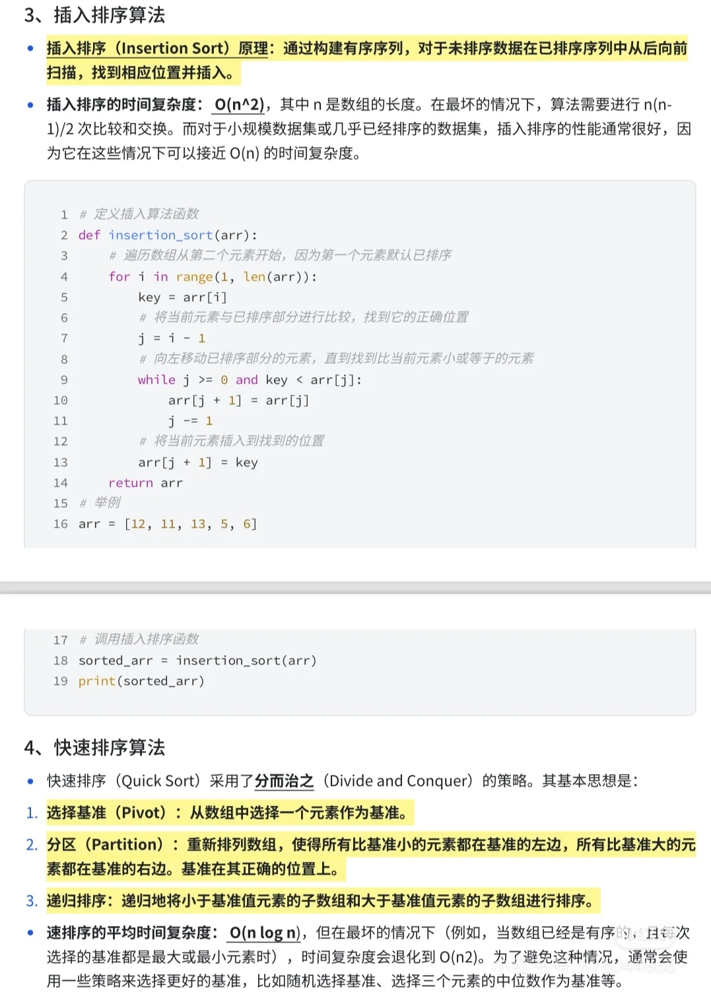 3、插入排序算法
插入排序（Insertion Sort）原理：通过构建有序序列，对于未排序数据在已排序序列中从后向前
扫描，找到相应位置并插入。
插入排序的时间复杂度： O(n^2)，其中 n 是数组的长度。在最坏的情况下，算法需要进行 n(n-
1)/2 次比较和交换。而对于小规模数据集或几乎已经排序的数据集，插入排序的性能通常很好，因
为它在这些情况下可以接近 O(n) 的时间复杂度。
1 # 定义插入算法函数
2 def insertion_sort(arr):
3     # 遍历数组从第二个元素开始，因为第一个元素默认已排序
4     for i in range(1, len(arr)):
5         key = arr[i]
6         # 将当前元素与已排序部分进行比较，找到它的正确位置
7         j = i - 1
8         # 向左移动已排序部分的元素，直到找到比当前元素小或等于的元素
9         while j >= 0 and key < arr[j]:
10             arr[j + 1] = arr[j]
11             j -= 1
12         # 将当前元素插入到找到的位置
13         arr[j + 1] = key
14     return arr
15 # 举例
16 arr = [12, 11, 13, 5, 6]
17 # 调用插入排序函数
18 sorted_arr = insertion_sort(arr)
19 print(sorted_arr)
4、快速排序算法
快速排序（Quick Sort）采用了分而治之（Divide and Conquer）的策略。其基本思想是：
1. 选择基准（Pivot）：从数组中选择一个元素作为基准。
2. 分区（Partition）：重新排列数组，使得所有比基准小的元素都在基准的左边，所有比基准大的元
素都在基准的右边。基准在其正确的位置上。
3. 递归排序：递归地将小于基准值元素的子数组和大于基准值元素的子数组进行排序。
速排序的平均时间复杂度： O(n log n)，但在最坏的情况下（例如，当数组已经是有序的，且每次
选择的基准都是最大或最小元素时），时间复杂度会退化到 O(n2)。为了避免这种情况，通常会使
用一些策略来选择更好的基准，比如随机选择基准、选择三个元素的中位数作为基准等。